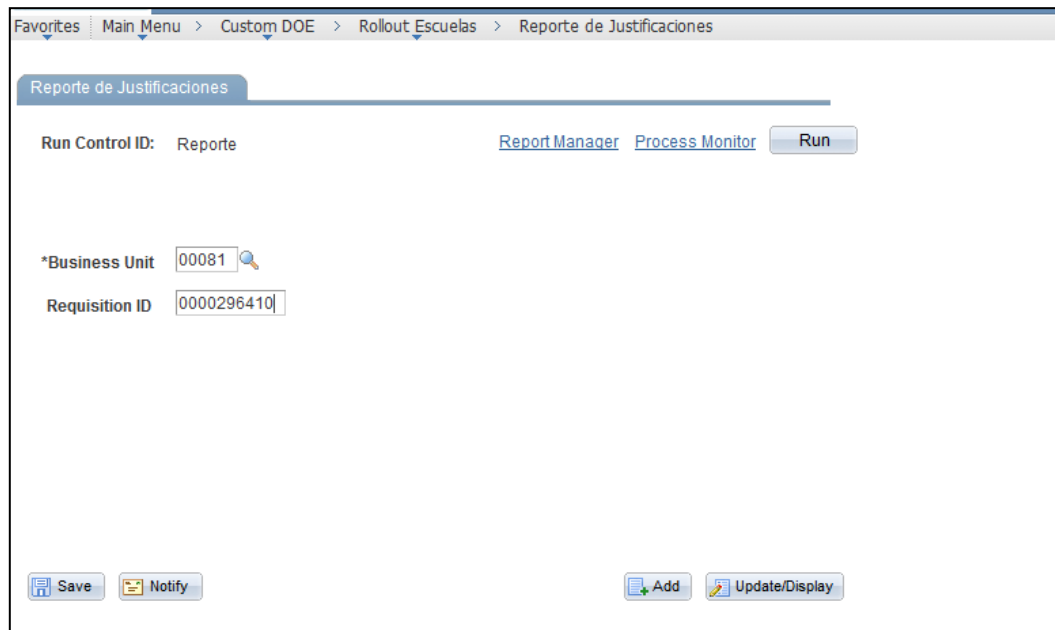 Favorites Main Menu > Custom DOE > Rollout Escuelas > Reporte de Justificaciones
Reporte de Justificaciones
Run Control ID: Reporte Report Manager Process Monitor Run
*Business Unit 00081
Requisition ID 0000296410
Save Notify Add Update/Display